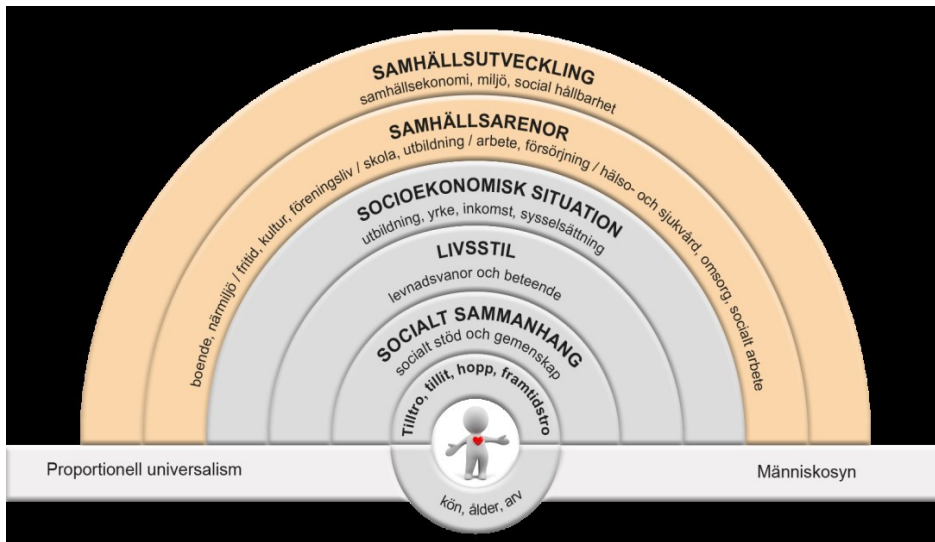 SAMHÄLLSUTVECKLING
samhällsekonomi, miljö, social hållbarhet
SAMHÄLLSARENOR
boende, närmiljö / fritid, kultur, föreningsliv / skola, utbildning / arbete, försörjning / hälso- och sjukvård, omsorg, socialt arbete
SOCIOEKONOMISK SITUATION
utbildning, yrke, inkomst, sysselsättning
LIVSSTIL
levnadsvanor och beteende
SOCIALT SAMMANHANG
socialt stöd och gemenskap
Tilltro, tillit, hopp, framtidstro
Proportionell universalism
Människosyn
kön, ålder, arv